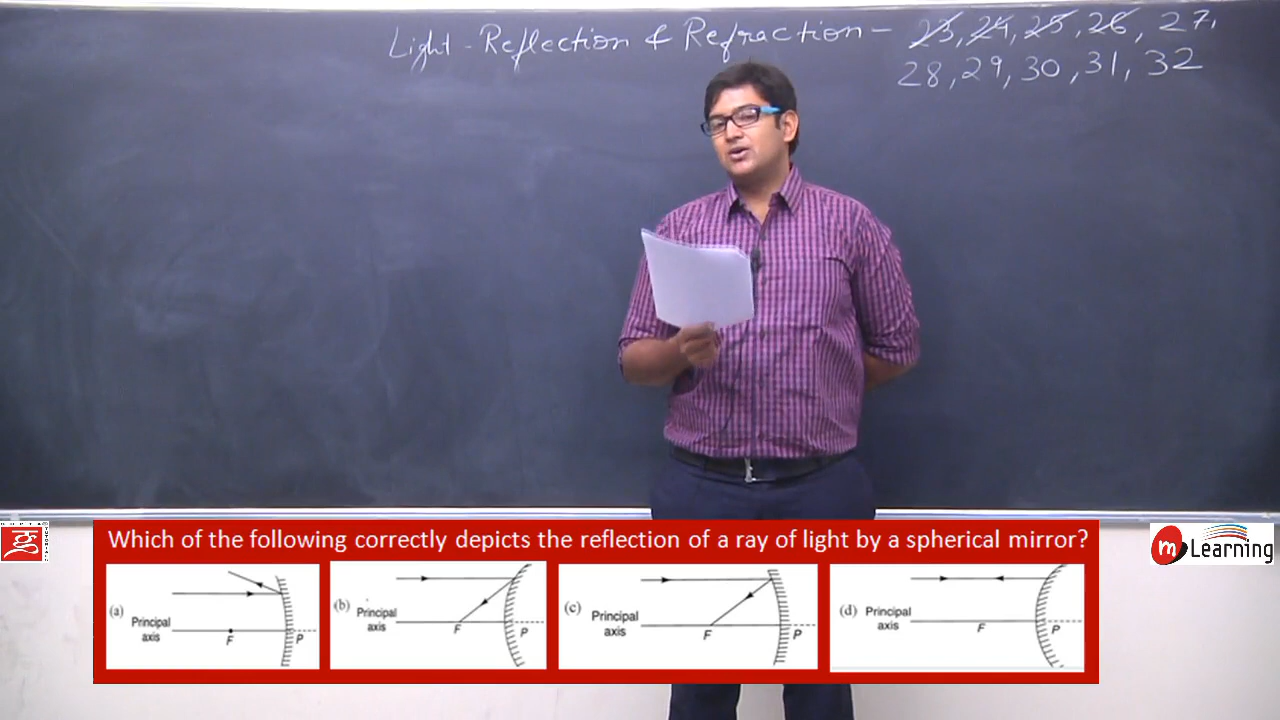 Light - Reflection & Refraction - 23, 24, 25, 26, 27,
28, 29, 30, 31, 32
Which of the following correctly depicts the reflection of a ray of light by a spherical mirror?
(a) Principal axis F P
(b) Principal axis F P
(c) Principal axis F P
(d) Principal axis F P
m Learning